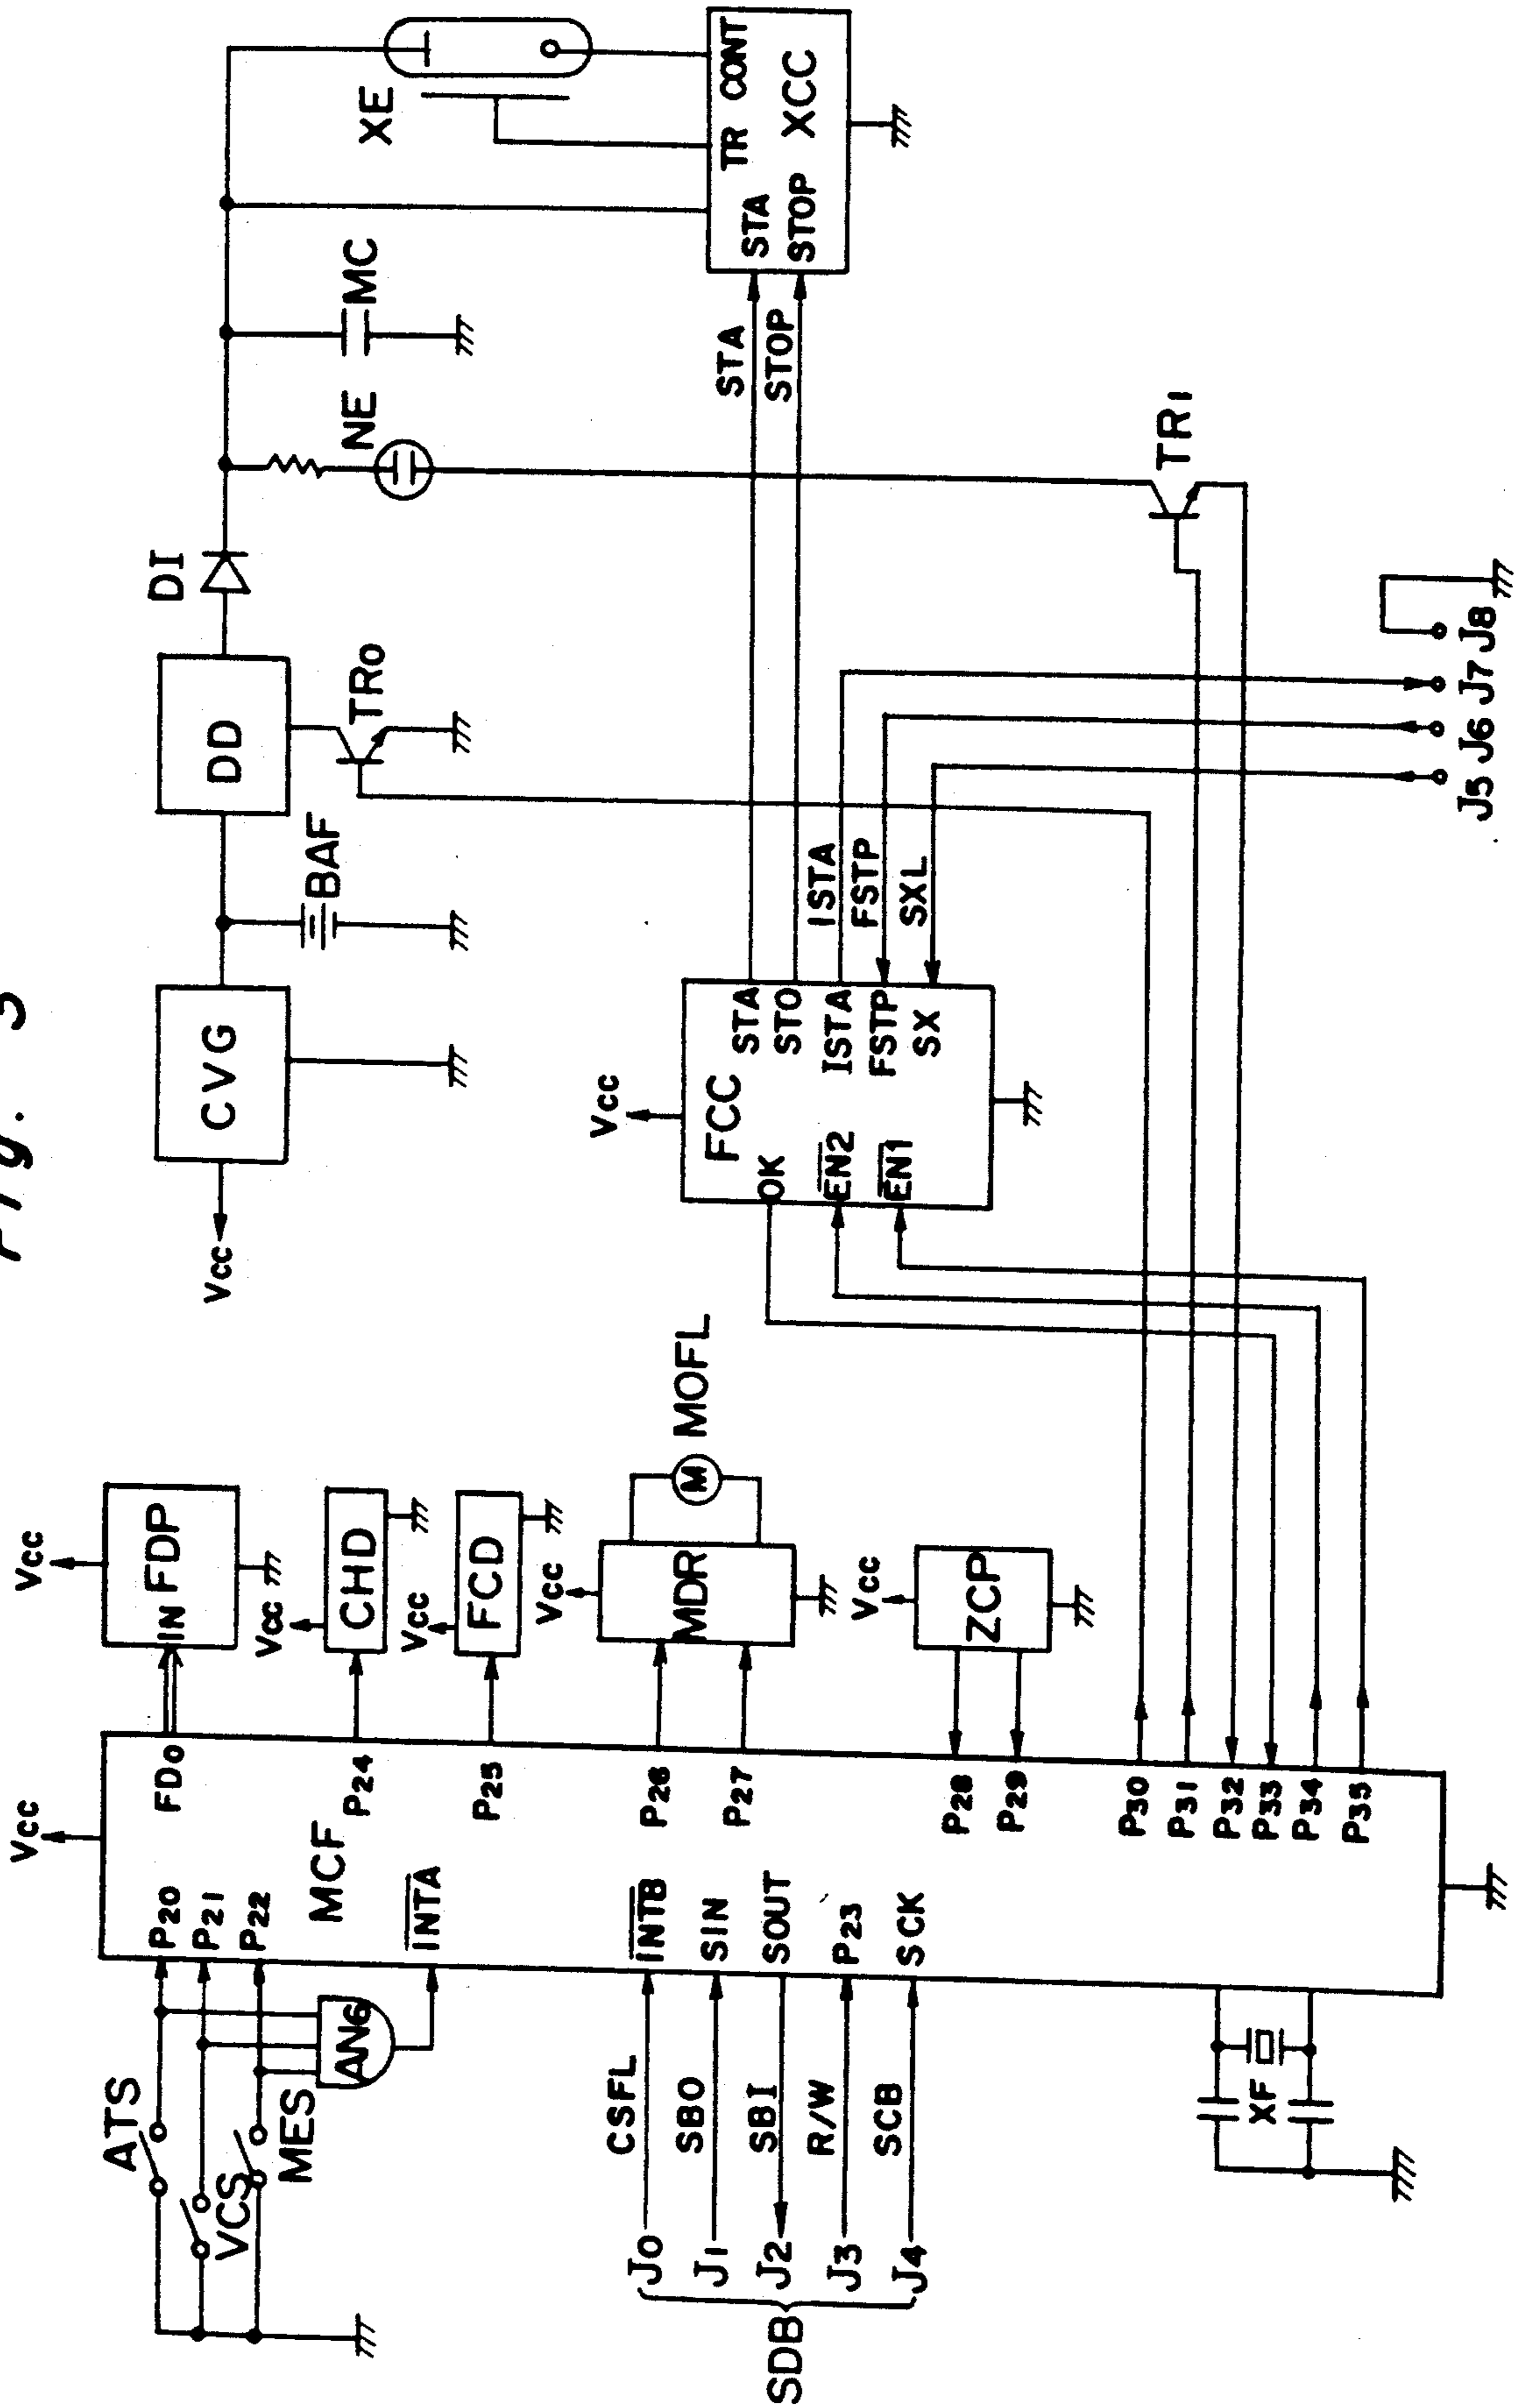 Fig. 3
Vcc
CVG
BAF
DD
TR0
DI
NE
MC
XE
TR CONT
STA XCC
STOP
STA
STOP
Vcc
FDP
IN
Vcc
CHD
Vcc
FCD
Vcc
MDR
M
MOFL
Vcc
ZCP
Vcc
FCC
OK
EN2
EN1
STA
STO
ISTA
FSTP
SX
ISTA
FSTP
SXL
TR1
J5 J6 J7 J8
Vcc
MCF
P20
P21
P22
INTA
INTB
SIN
SOUT
P23
SCK
FD0
P24
P25
P26
P27
P28
P29
P30
P31
P32
P33
P34
P35
ATS
VCS
MES
AN6
SDB
J0 CSFL
J1 SBO
J2 SBI
J3 R/W
J4 SCB
XF